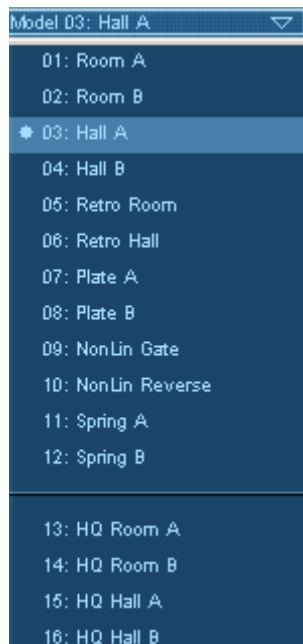 Model 03: Hall A
01: Room A
02: Room B
03: Hall A
04: Hall B
05: Retro Room
06: Retro Hall
07: Plate A
08: Plate B
09: NonLin Gate
10: NonLin Reverse
11: Spring A
12: Spring B
13: HQ Room A
14: HQ Room B
15: HQ Hall A
16: HQ Hall B